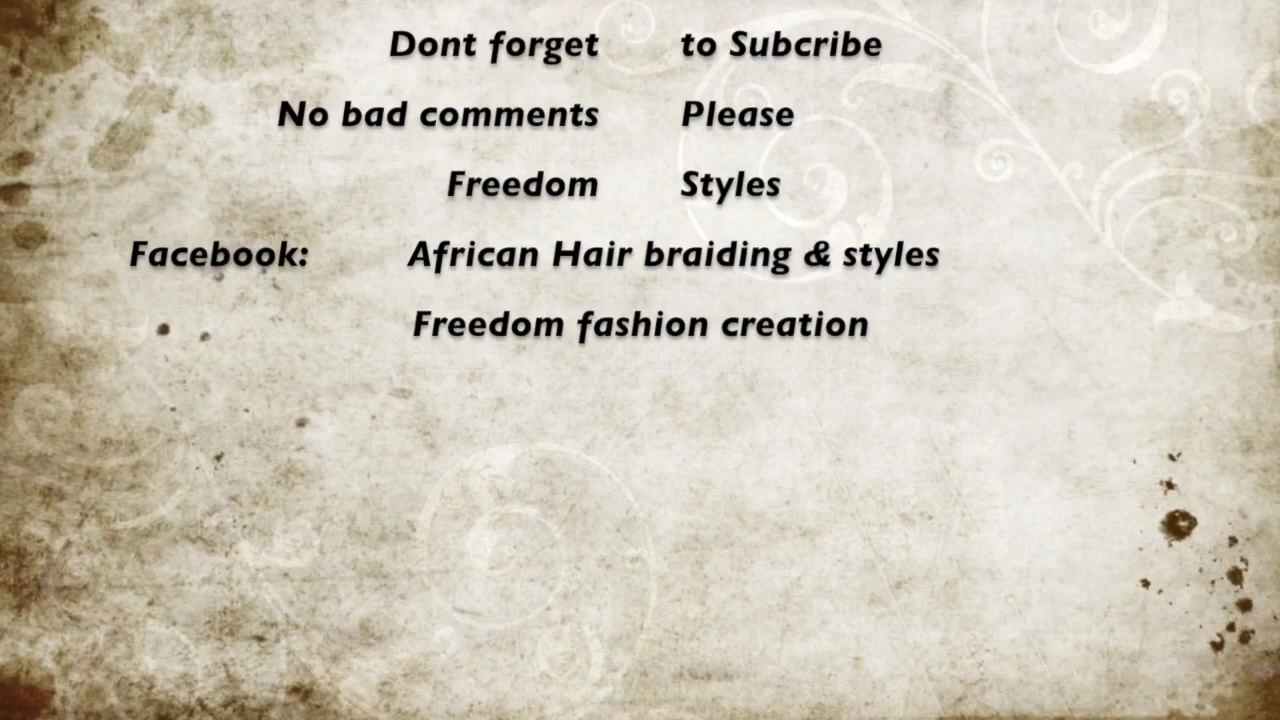 Dont forget to Subcribe
No bad comments Please
Freedom Styles
Facebook: African Hair braiding & styles
Freedom fashion creation